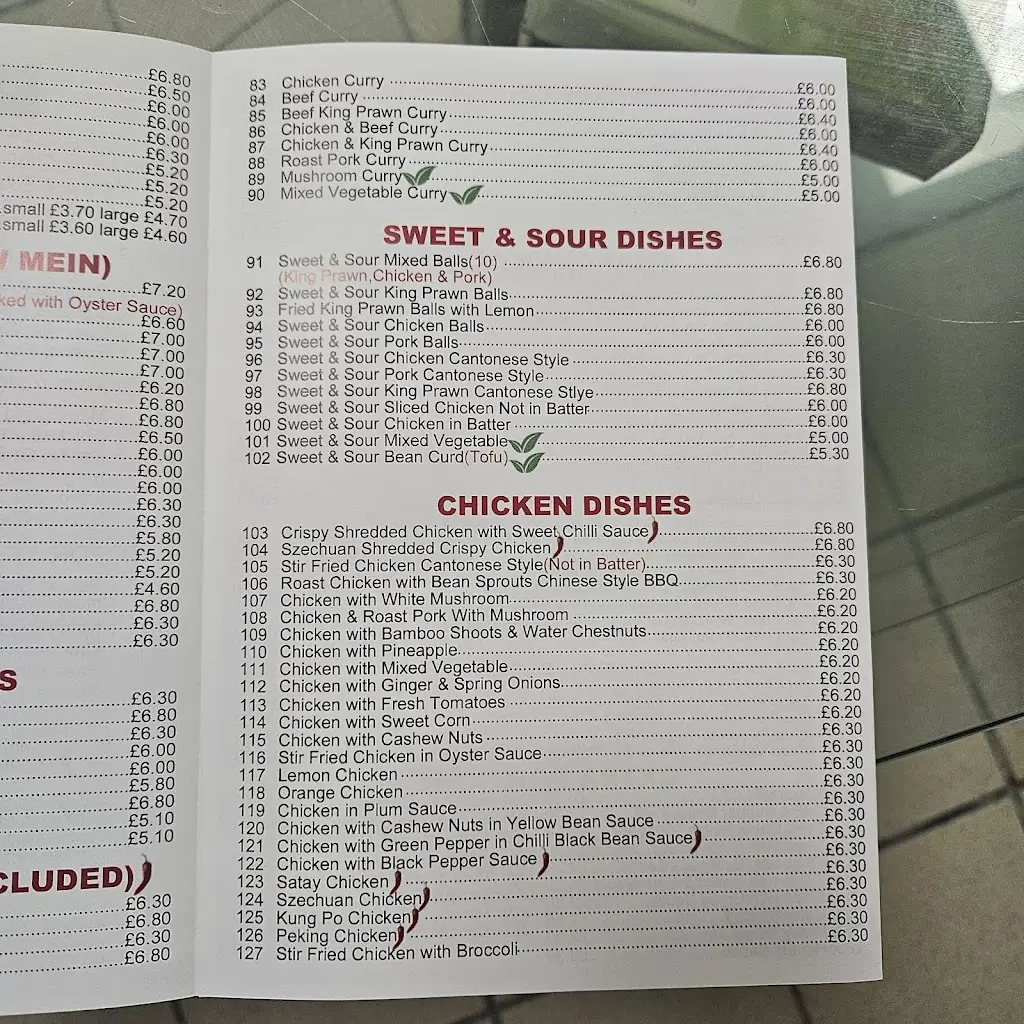 £6.80
£6.50
£6.00
£6.00
£6.00
£6.30
£5.20
£5.20
£5.20
small £3.70 large £4.70
small £3.60 large £4.60
MEIN)
£7.20
ked with Oyster Sauce)
£6.60
£7.00
£7.00
£7.00
£6.20
£6.80
£6.80
£6.50
£6.00
£6.00
£6.00
£6.30
£6.30
£5.80
£5.20
£5.20
£4.60
£6.80
£6.30
£6.30
S
£6.30
£6.80
£6.30
£6.00
£6.00
£5.80
£6.80
£5.10
£5.10
CLUDED)
£6.30
£6.80
£6.30
£6.80
83 Chicken Curry £6.00
84 Beef Curry £6.00
85 Beef King Prawn Curry £6.40
86 Chicken & Beef Curry £6.00
87 Chicken & King Prawn Curry £6.40
88 Roast Pork Curry £6.00
89 Mushroom Curry £5.00
90 Mixed Vegetable Curry £5.00
SWEET & SOUR DISHES
91 Sweet & Sour Mixed Balls(10) £6.80
(King Prawn,Chicken & Pork)
92 Sweet & Sour King Prawn Balls £6.80
93 Fried King Prawn Balls with Lemon £6.80
94 Sweet & Sour Chicken Balls £6.00
95 Sweet & Sour Pork Balls £6.00
96 Sweet & Sour Chicken Cantonese Style £6.30
97 Sweet & Sour Pork Cantonese Style £6.30
98 Sweet & Sour King Prawn Cantonese Stlye £6.80
99 Sweet & Sour Sliced Chicken Not in Batter £6.00
100 Sweet & Sour Chicken in Batter £6.00
101 Sweet & Sour Mixed Vegetable £5.00
102 Sweet & Sour Bean Curd(Tofu) £5.30
CHICKEN DISHES
103 Crispy Shredded Chicken with Sweet Chilli Sauce £6.80
104 Szechuan Shredded Crispy Chicken £6.80
105 Stir Fried Chicken Cantonese Style(Not in Batter) £6.30
106 Roast Chicken with Bean Sprouts Chinese Style BBQ £6.30
107 Chicken with White Mushroom £6.20
108 Chicken & Roast Pork With Mushroom £6.20
109 Chicken with Bamboo Shoots & Water Chestnuts £6.20
110 Chicken with Pineapple £6.20
111 Chicken with Mixed Vegetable £6.20
112 Chicken with Ginger & Spring Onions £6.20
113 Chicken with Fresh Tomatoes £6.20
114 Chicken with Sweet Corn £6.20
115 Chicken with Cashew Nuts £6.30
116 Stir Fried Chicken in Oyster Sauce £6.30
117 Lemon Chicken £6.30
118 Orange Chicken £6.30
119 Chicken in Plum Sauce £6.30
120 Chicken with Cashew Nuts in Yellow Bean Sauce £6.30
121 Chicken with Green Pepper in Chilli Black Bean Sauce £6.30
122 Chicken with Black Pepper Sauce £6.30
123 Satay Chicken £6.30
124 Szechuan Chicken £6.30
125 Kung Po Chicken £6.30
126 Peking Chicken £6.30
127 Stir Fried Chicken with Broccoli £6.30